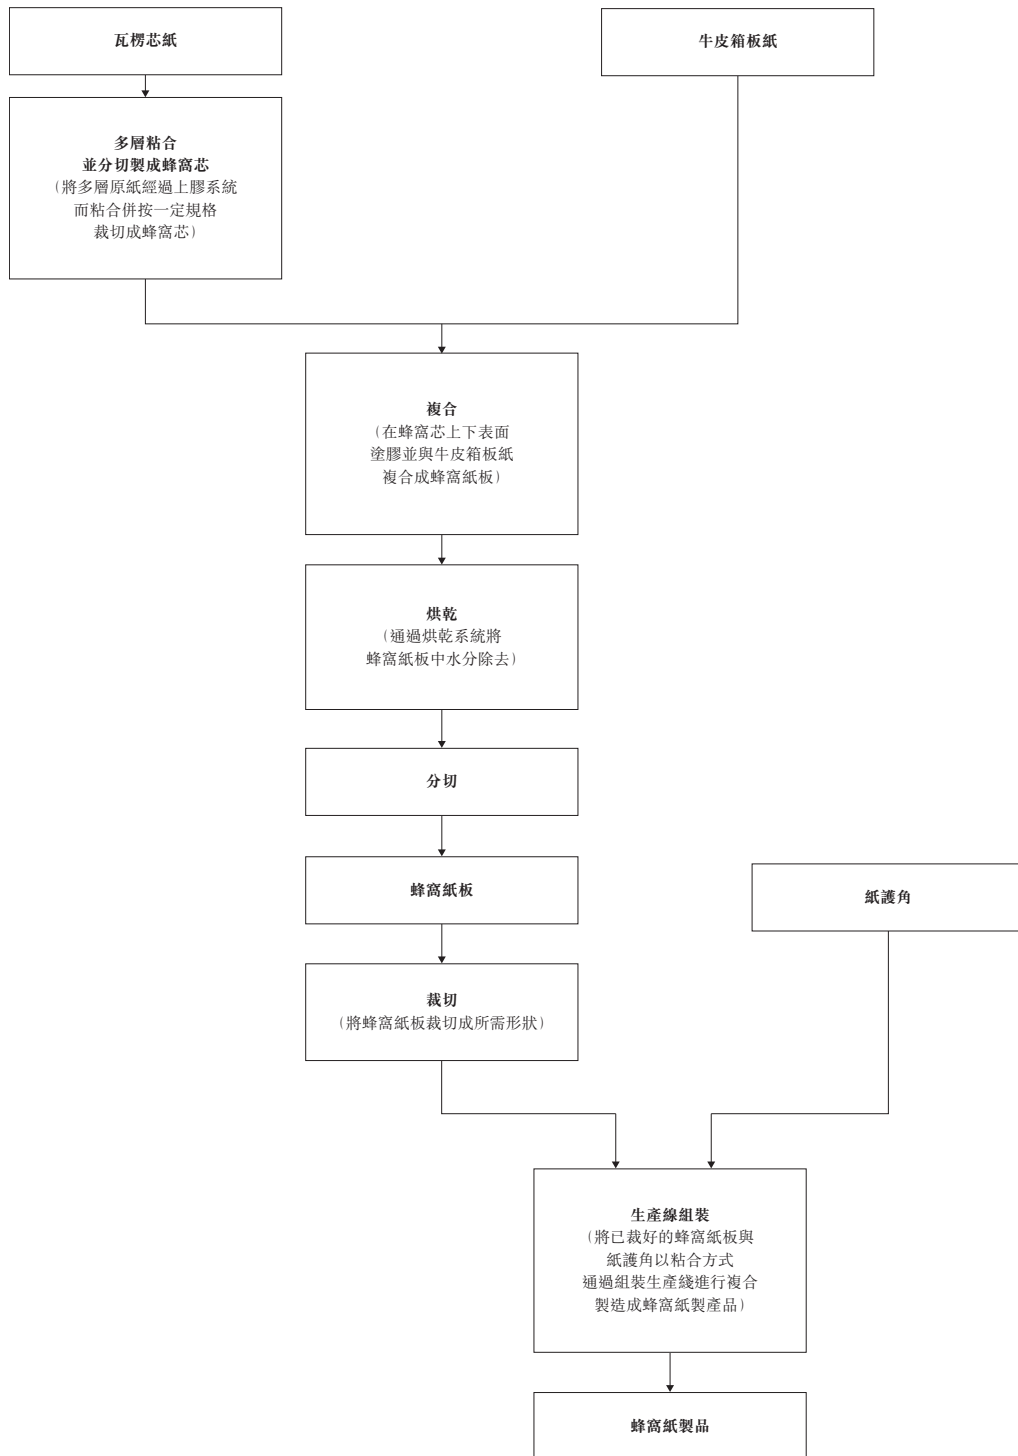 瓦楞芯紙
牛皮箱板紙
多層粘合
並分切製成蜂窩芯
（將多層原紙經過上膠系統
而粘合併按一定規格
裁切成蜂窩芯）
複合
（在蜂窩芯上下表面
塗膠並與牛皮箱板紙
複合成蜂窩紙板）
烘乾
（通過烘乾系統將
蜂窩紙板中水分除去）
分切
蜂窩紙板
紙護角
裁切
（將蜂窩紙板裁切成所需形狀）
生產線組裝
（將已裁好的蜂窩紙板與
紙護角以粘合方式
通過組裝生產綫進行複合
製造成蜂窩紙製產品）
蜂窩紙製品